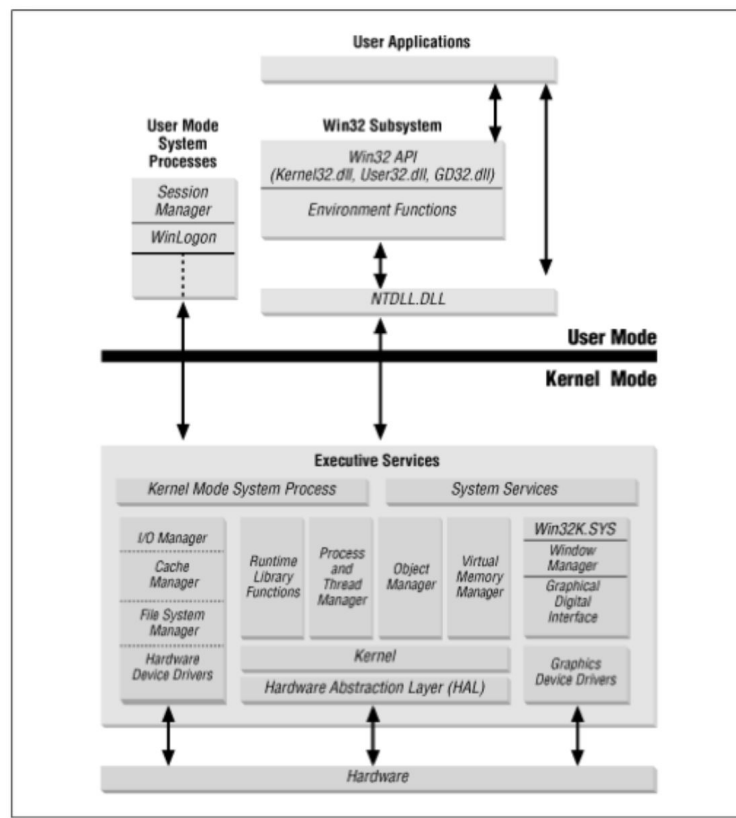 User Applications
User Mode
System
Processes
Win32 Subsystem
Session
Manager
WinLogon
Win32 API
(Kernel32.dll, User32.dll, GD32.dll)
Environment Functions
NTDLL.DLL
User Mode
Kernel Mode
Executive Services
Kernel Mode System Process
System Services
I/O Manager
Cache
Manager
File System
Manager
Hardware
Device Drivers
Runtime
Library
Functions
Process
and
Thread
Manager
Object
Manager
Virtual
Memory
Manager
Win32K.SYS
Window
Manager
Graphical
Digital
Interface
Kernel
Hardware Abstraction Layer (HAL)
Graphics
Device Drivers
Hardware